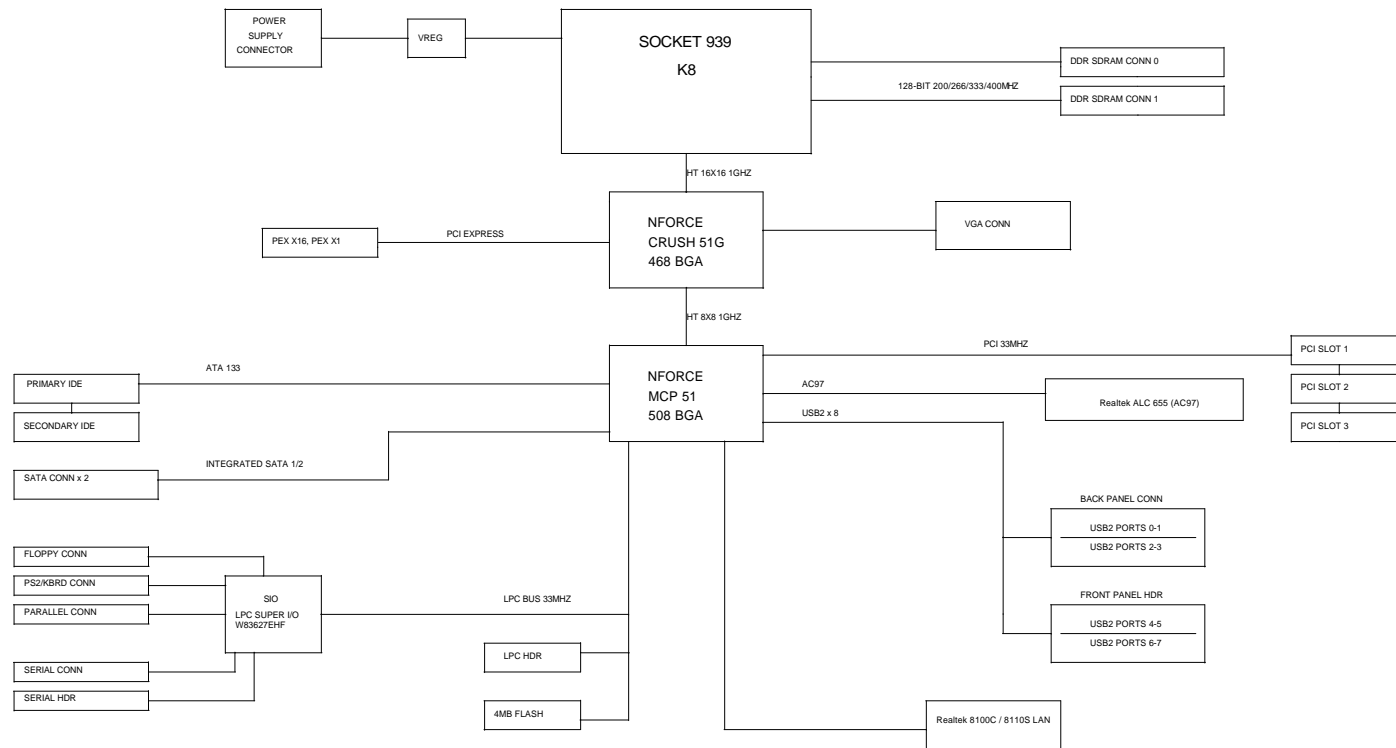 POWER
SUPPLY
CONNECTOR
VREG
SOCKET 939
K8
DDR SDRAM CONN 0
128-BIT 200/266/333/400MHZ
DDR SDRAM CONN 1
HT 16X16 1GHZ
NFORCE
CRUSH 51G
468 BGA
PCI EXPRESS
PEX X16, PEX X1
VGA CONN
HT 8X8 1GHZ
NFORCE
MCP 51
508 BGA
PCI 33MHZ
PCI SLOT 1
PCI SLOT 2
PCI SLOT 3
ATA 133
PRIMARY IDE
SECONDARY IDE
AC97
Realtek ALC 655 (AC97)
USB2 x 8
INTEGRATED SATA 1/2
SATA CONN x 2
BACK PANEL CONN
USB2 PORTS 0-1
USB2 PORTS 2-3
FLOPPY CONN
PS2/KBRD CONN
PARALLEL CONN
SERIAL CONN
SERIAL HDR
SIO
LPC SUPER I/O
W83627EHF
LPC BUS 33MHZ
FRONT PANEL HDR
USB2 PORTS 4-5
USB2 PORTS 6-7
LPC HDR
4MB FLASH
Realtek 8100C / 8110S LAN